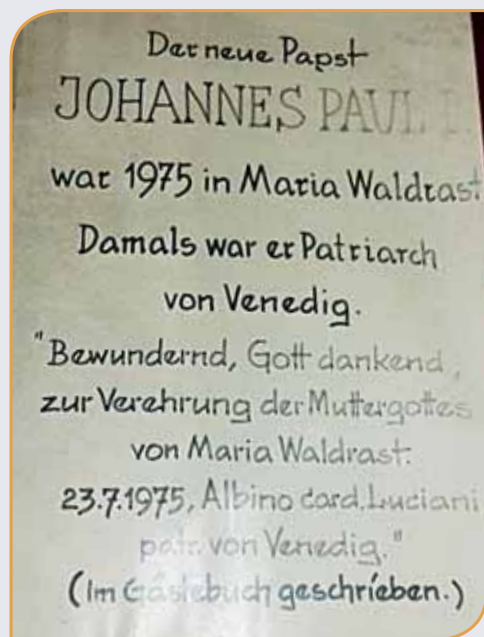 Der neue Papst
JOHANNES PAUL I.
war 1975 in Maria Waldrast.
Damals war er Patriarch
von Venedig.
"Bewundernd, Gott dankend,
zur Verehrung der Muttergottes
von Maria Waldrast.
23.7.1975, Albino card. Luciani
patr. von Venedig."
(Im Gästebuch geschrieben.)